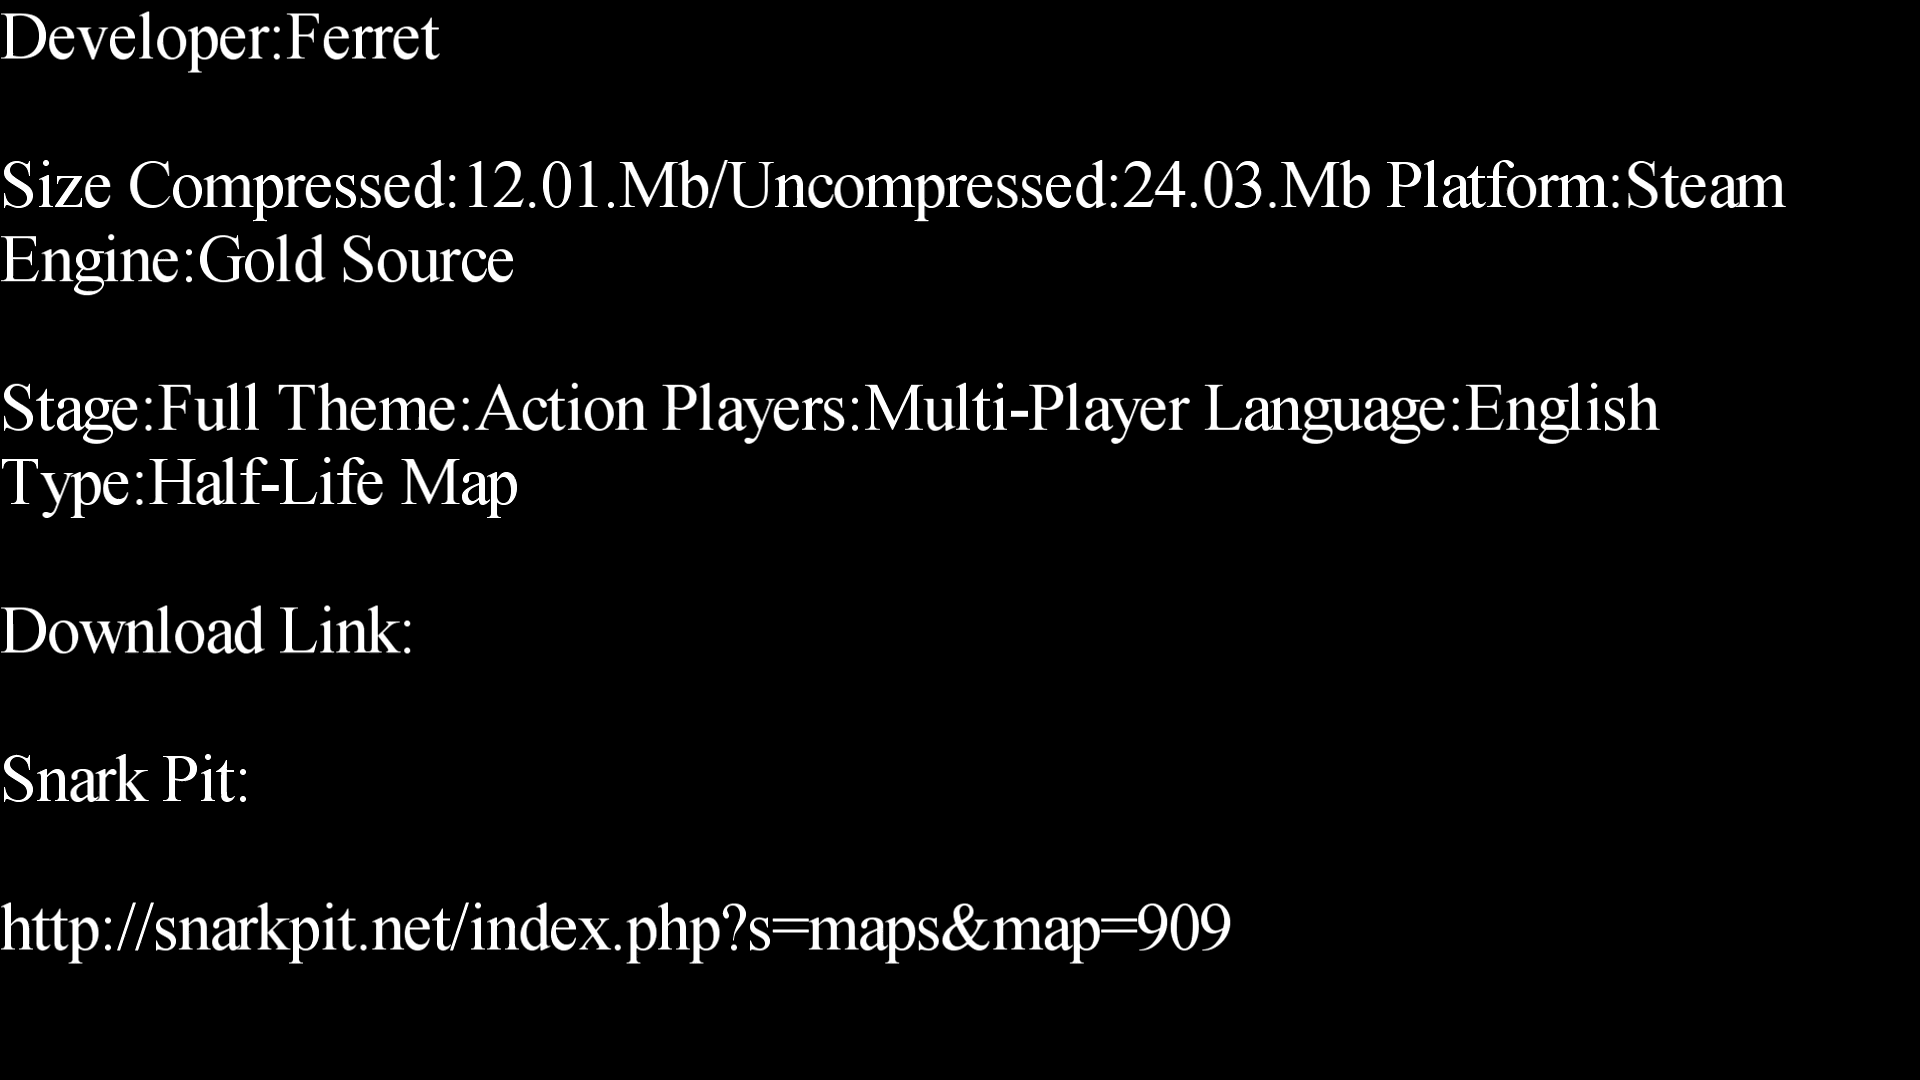 Developer:Ferret
Size Compressed:12.01.Mb/Uncompressed:24.03.Mb Platform:Steam
Engine:Gold Source
Stage:Full Theme:Action Players:Multi-Player Language:English
Type:Half-Life Map
Download Link:
Snark Pit:
http://snarkpit.net/index.php?s=maps&map=909